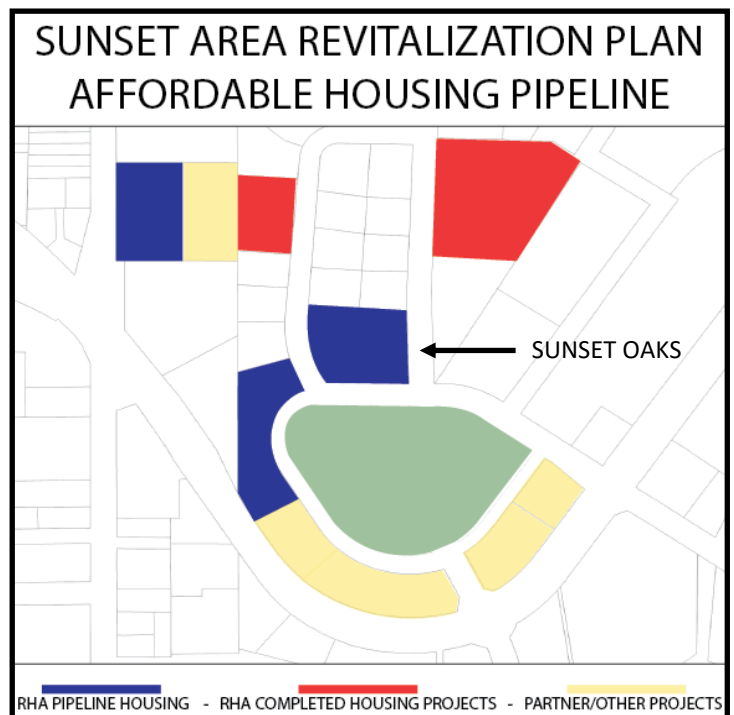 SUNSET AREA REVITALIZATION PLAN
AFFORDABLE HOUSING PIPELINE
SUNSET OAKS
RHA PIPELINE HOUSING - RHA COMPLETED HOUSING PROJECTS - PARTNER/OTHER PROJECTS